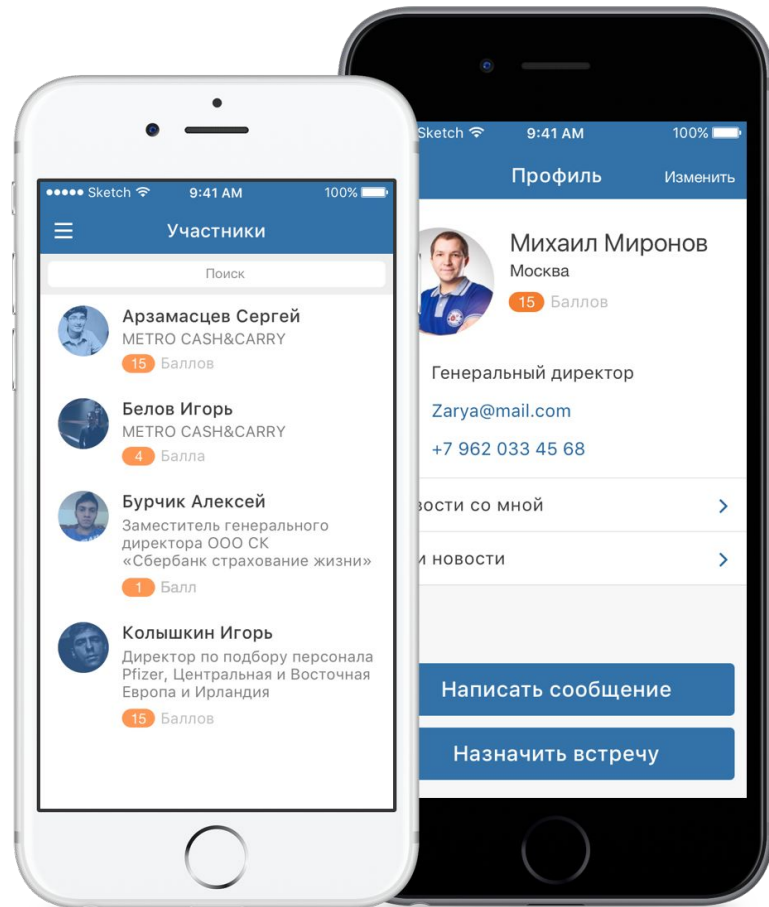 Sketch
9:41 AM
100%
Участники
Поиск
Арзамасцев Сергей
METRO CASH&CARRY
15 Баллов
Белов Игорь
METRO CASH&CARRY
4 Балла
Бурчик Алексей
Заместитель генерального
директора ООО СК
«Сбербанк страхование жизни»
1 Балл
Колышкин Игорь
Директор по подбору персонала
Pfizer, Центральная и Восточная
Европа и Ирландия
15 Баллов
Sketch
9:41 AM
100%
Профиль
Изменить
Михаил Миронов
Москва
15 Баллов
Генеральный директор
Zarya@mail.com
+7 962 033 45 68
со мной
новости
Написать сообщение
Назначить встречу